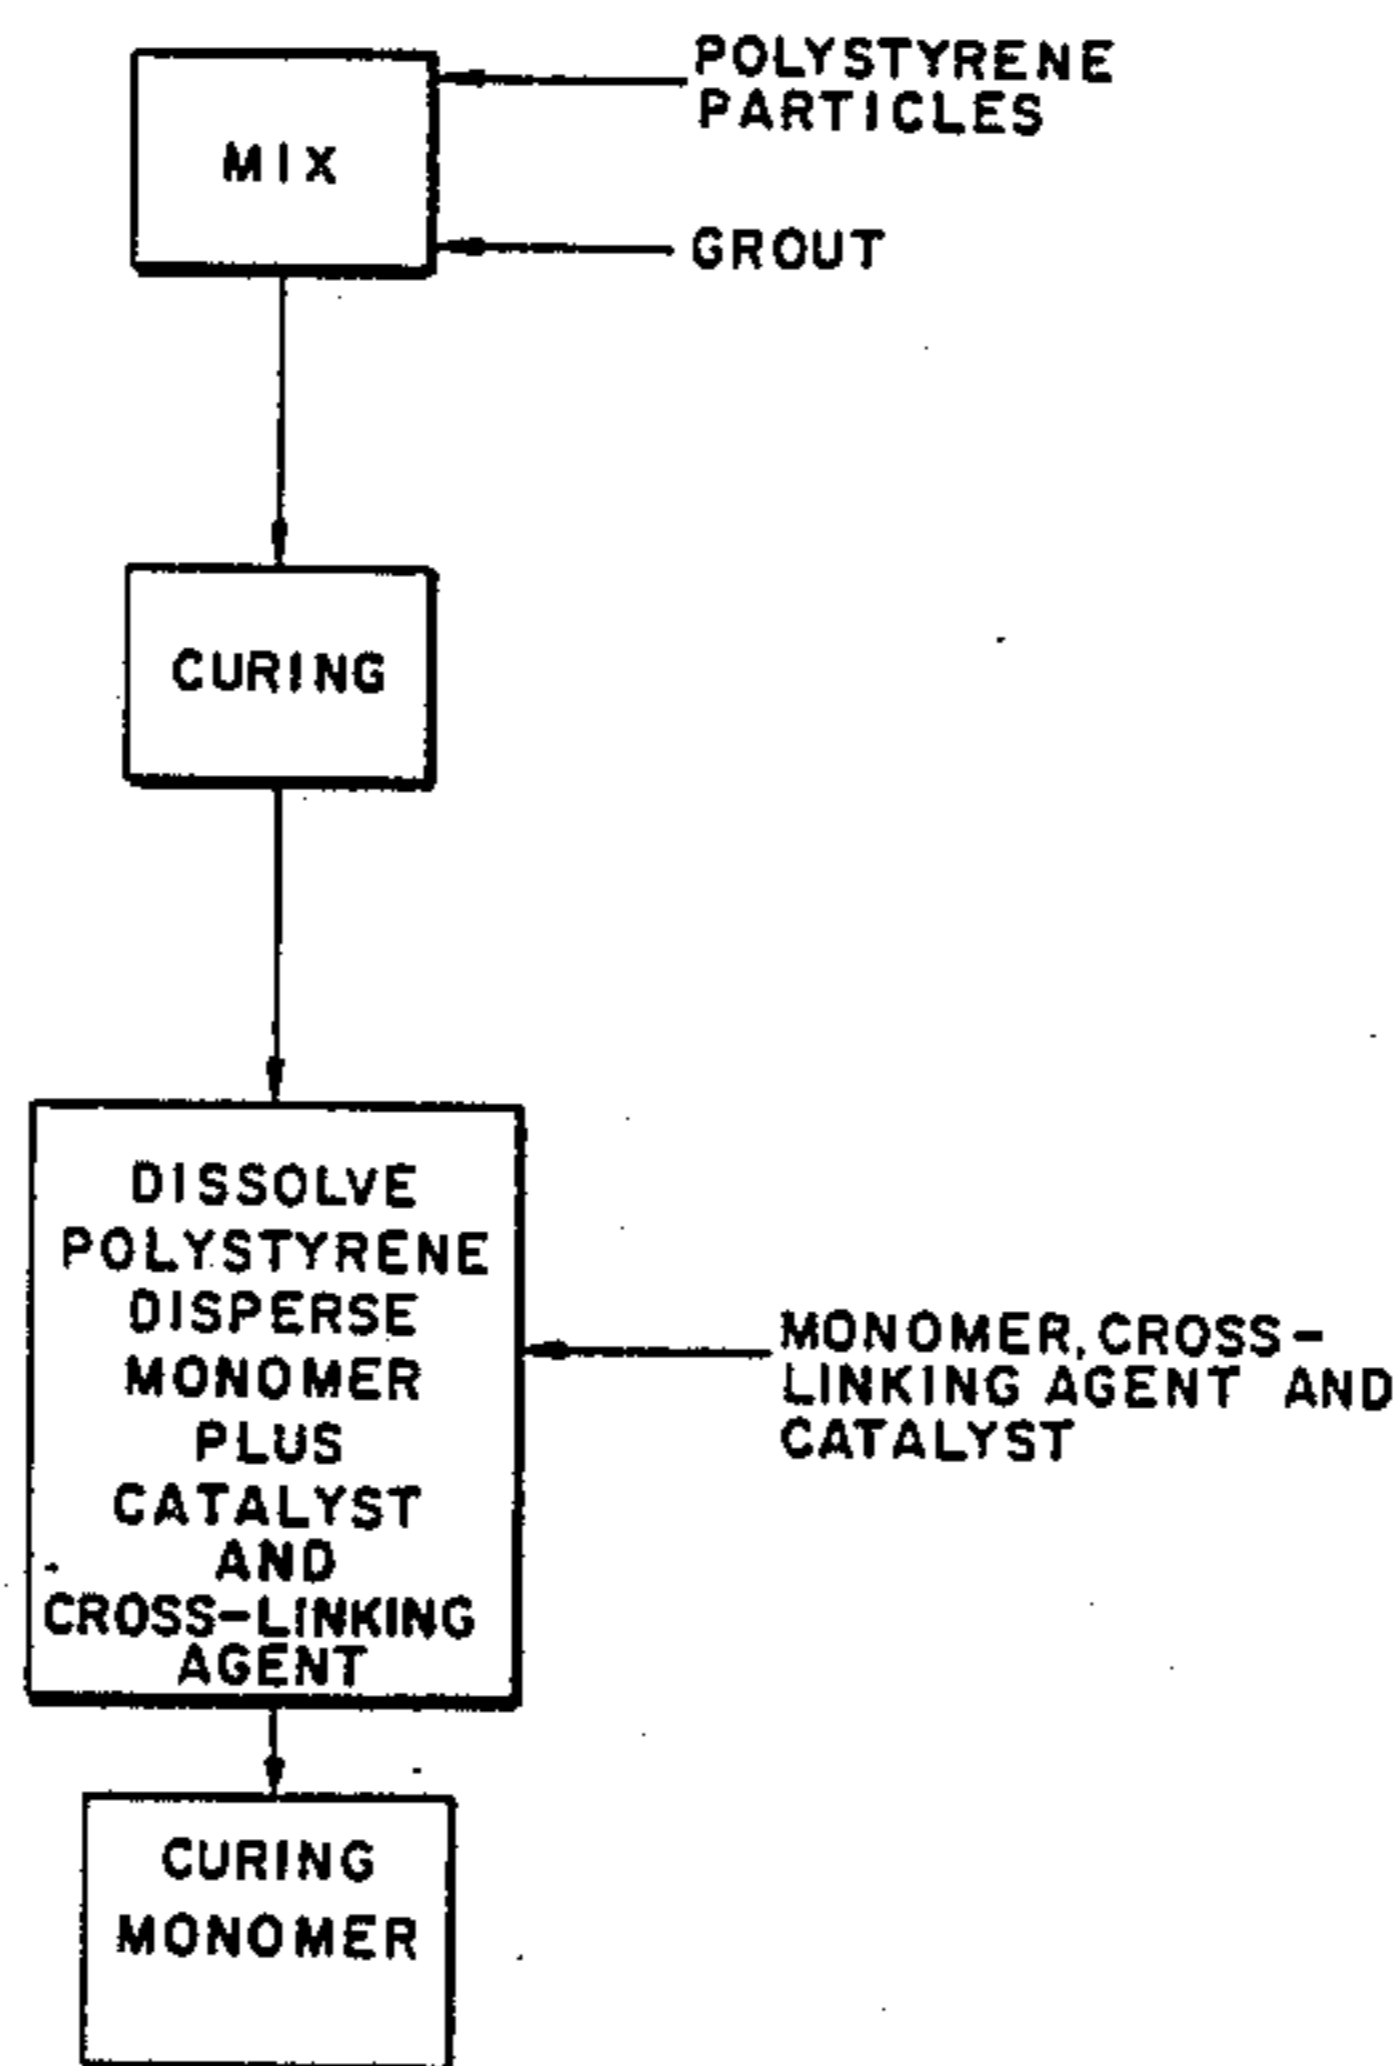 POLYSTYRENE
PARTICLES
MIX
GROUT
CURING
DISSOLVE
POLYSTYRENE
DISPERSE
MONOMER
PLUS
CATALYST
AND
CROSS-LINKING
AGENT
MONOMER, CROSS-
LINKING AGENT AND
CATALYST
CURING
MONOMER